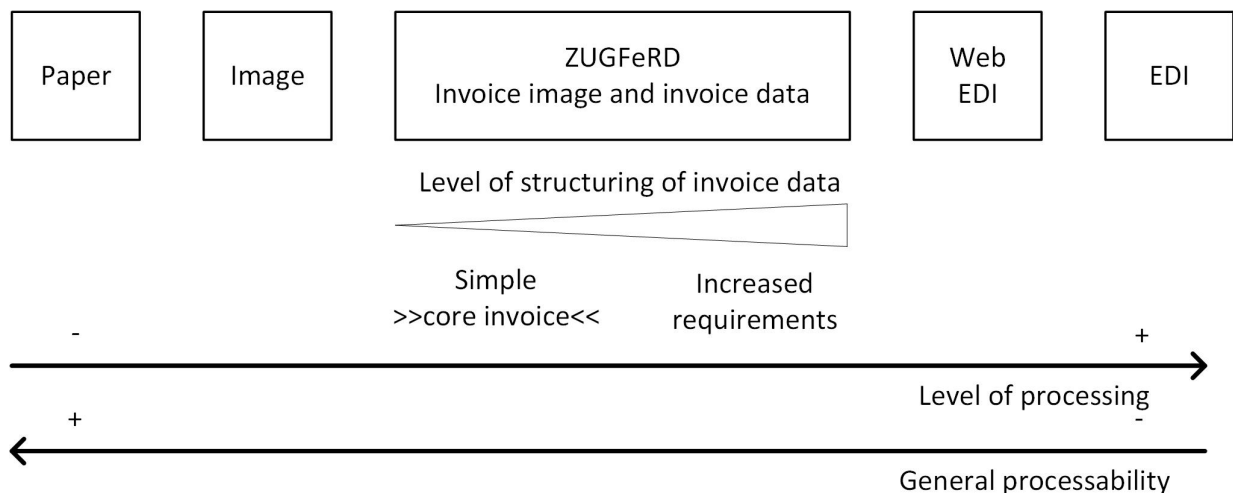 Paper
Image
ZUGFeRD
Invoice image and invoice data
Web
EDI
EDI
Level of structuring of invoice data
Simple
>>core invoice<<
Increased
requirements
-
+
Level of processing
+
-
General processability